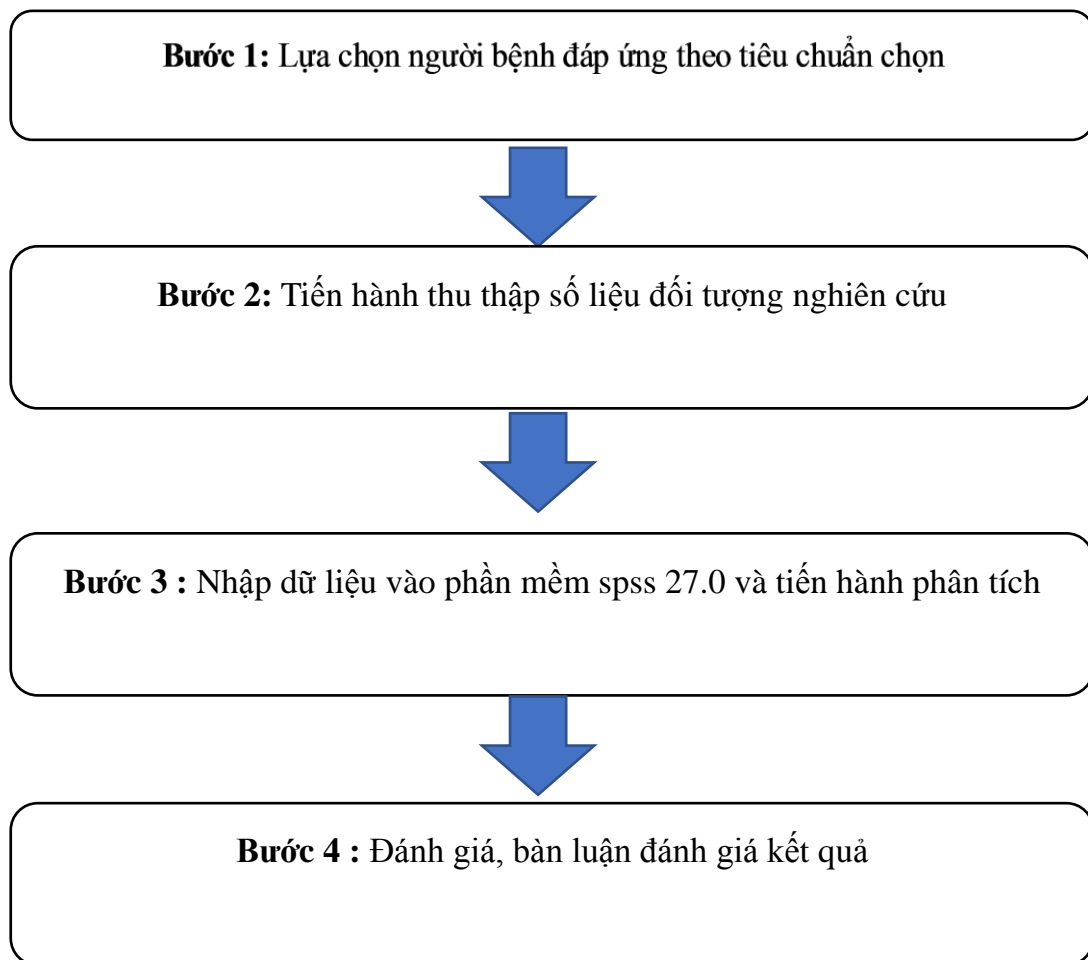 Bước 1: Lựa chọn người bệnh đáp ứng theo tiêu chuẩn chọn
Bước 2: Tiến hành thu thập số liệu đối tượng nghiên cứu
Bước 3 : Nhập dữ liệu vào phần mềm spss 27.0 và tiến hành phân tích
Bước 4 : Đánh giá, bàn luận đánh giá kết quả